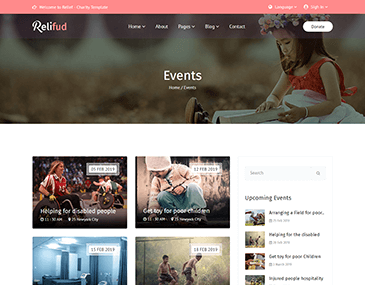 Welcome to Relief - Charity Template
Language
Sign In
Relifud
Home
About
Pages
Blog
Contact
Donate
Events
Home / Events
05 FEB 2019
Helping for disabled people
11 - 30 AM
25 Newyork City
12 FEB 2019
Get toy for poor children
11 - 30 AM
25 Newyork City
15 FEB 2019
18 FEB 2019
Search
Upcoming Events
Arranging a field for poor..
Helping for the disabled
Get toy for poor Children
Injured people hospitality